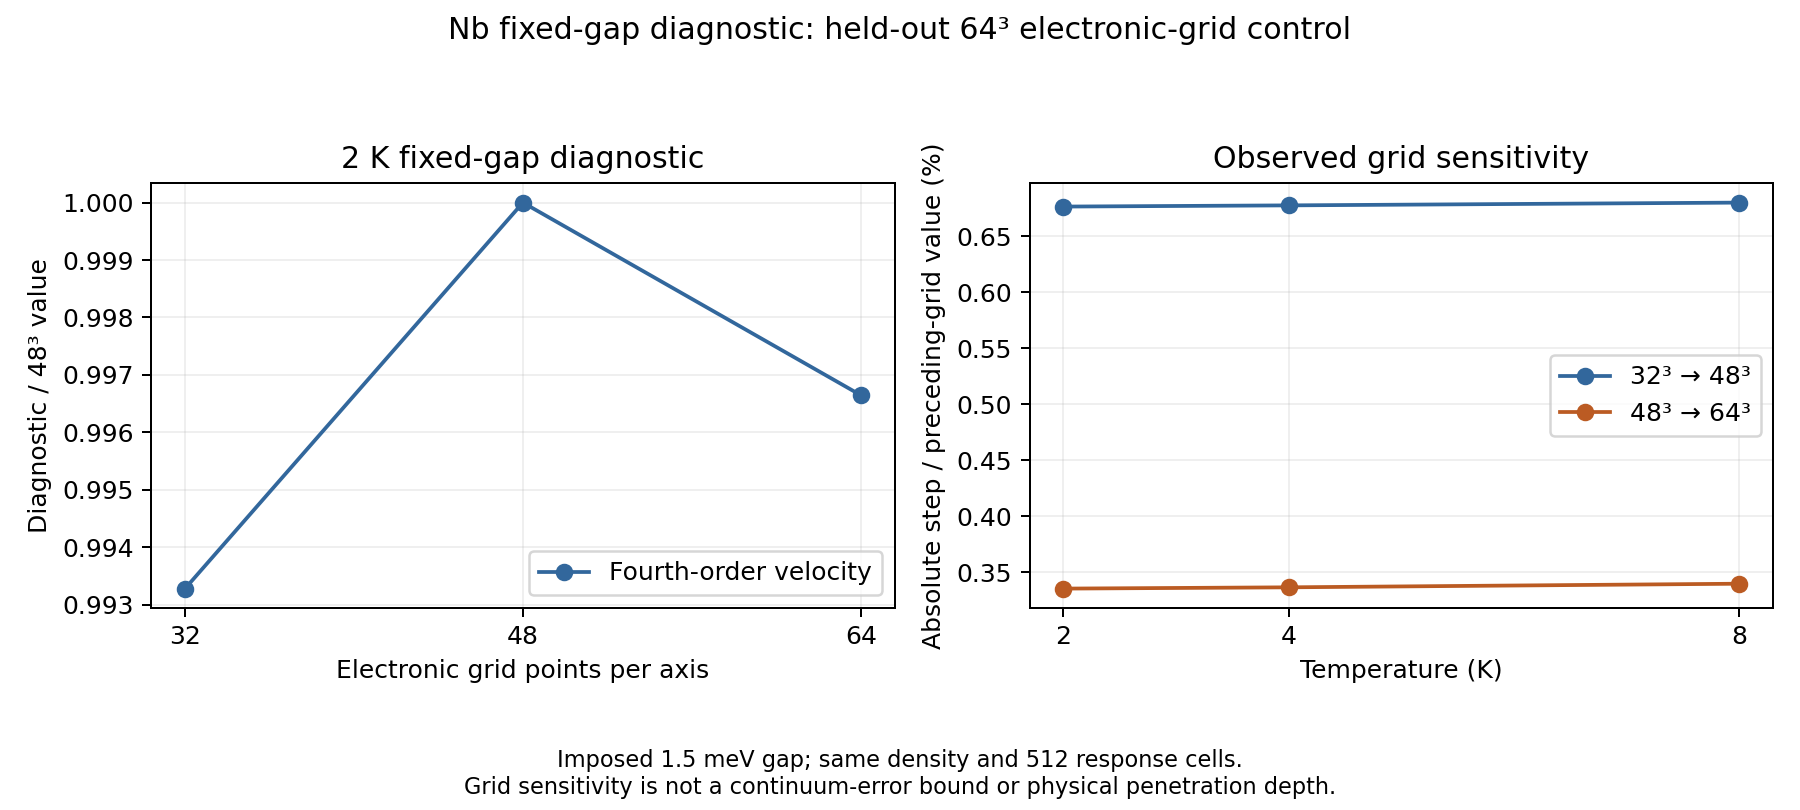 Nb fixed-gap diagnostic: held-out 64³ electronic-grid control
2 K fixed-gap diagnostic
Diagnostic / 48³ value
1.000
0.999
0.998
0.997
0.996
0.995
0.994
0.993
Fourth-order velocity
32
48
64
Electronic grid points per axis
Observed grid sensitivity
Absolute step / preceding-grid value (%)
0.65
0.60
0.55
0.50
0.45
0.40
0.35
32³ → 48³
48³ → 64³
2
4
8
Temperature (K)
Imposed 1.5 meV gap; same density and 512 response cells.
Grid sensitivity is not a continuum-error bound or physical penetration depth.